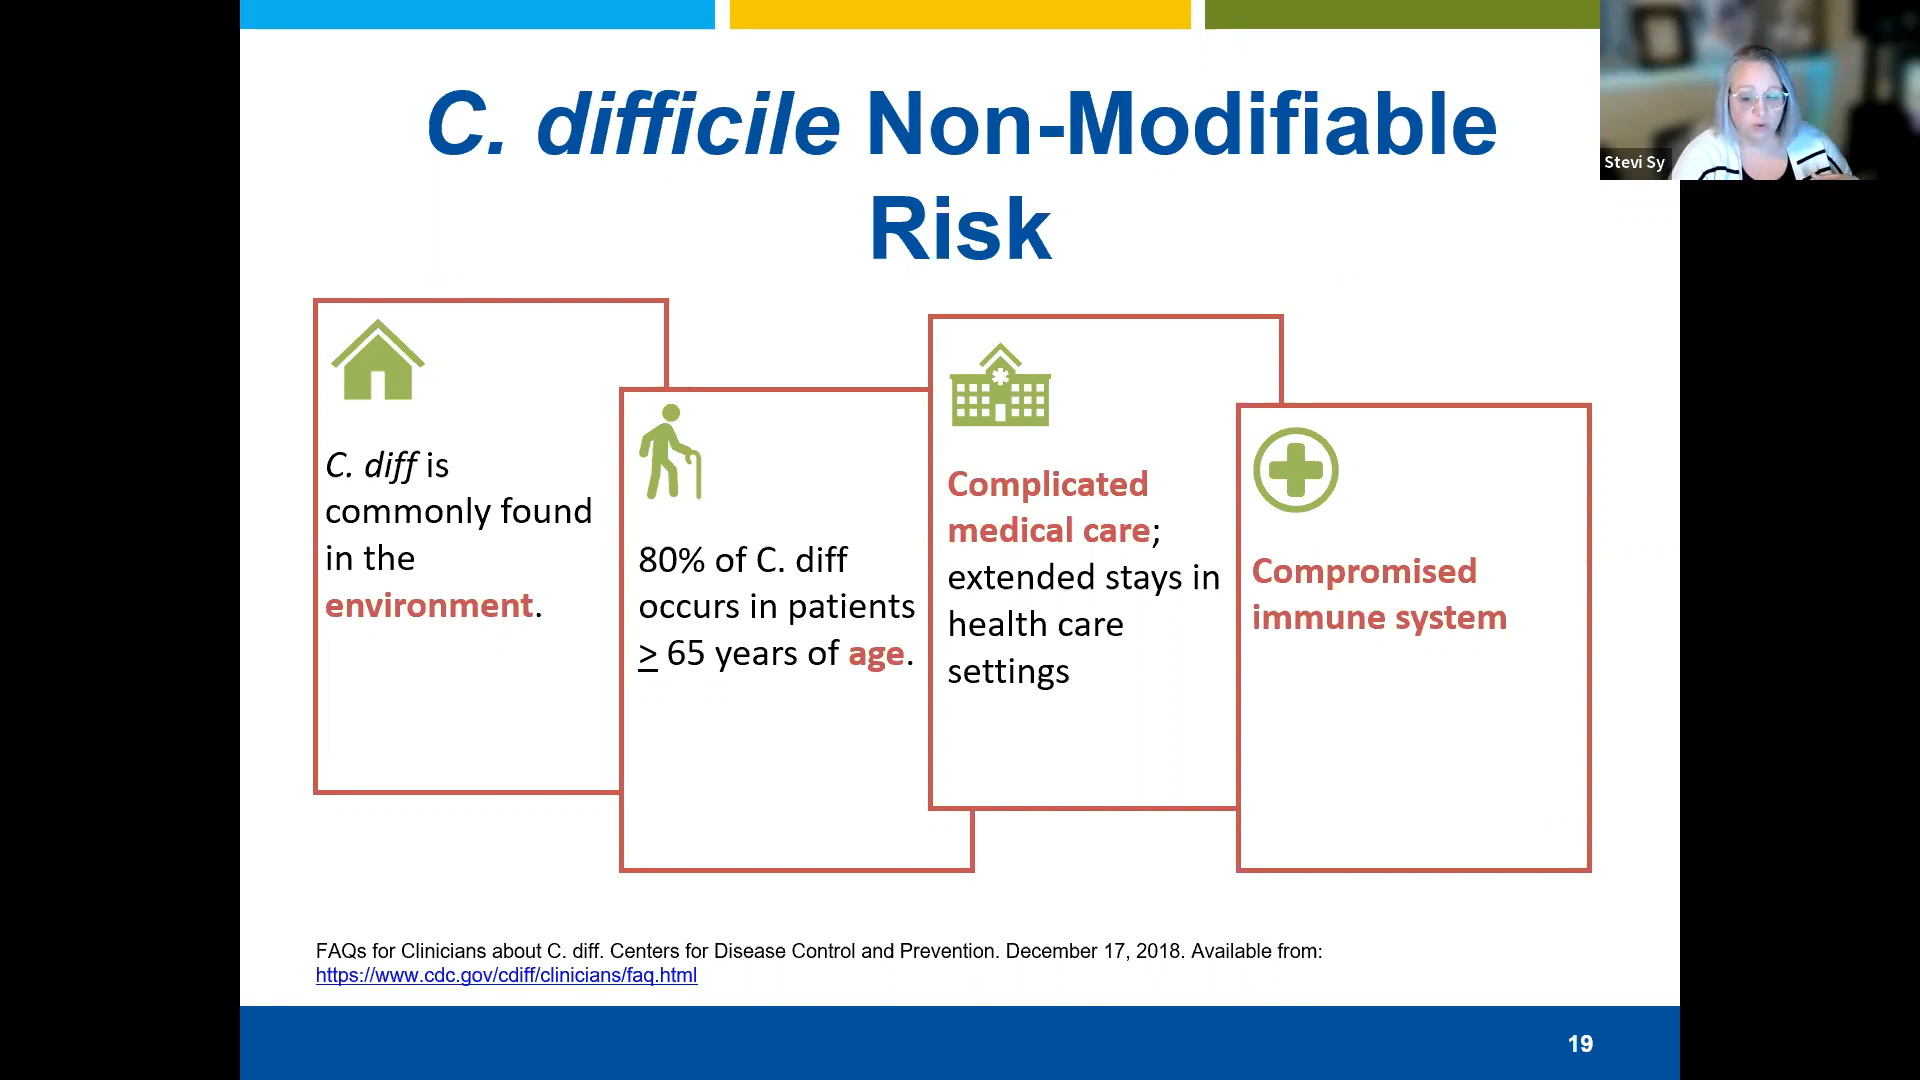 C. difficile Non-Modifiable
Risk
Stevi Sy
C. diff is
commonly found
in the
environment.
80% of C. diff
occurs in patients
> 65 years of age.
Complicated
medical care;
extended stays in
health care
settings
Compromised
immune system
FAQs for Clinicians about C. diff. Centers for Disease Control and Prevention. December 17, 2018. Available from:
https://www.cdc.gov/cdiff/clinicians/faq.html
19